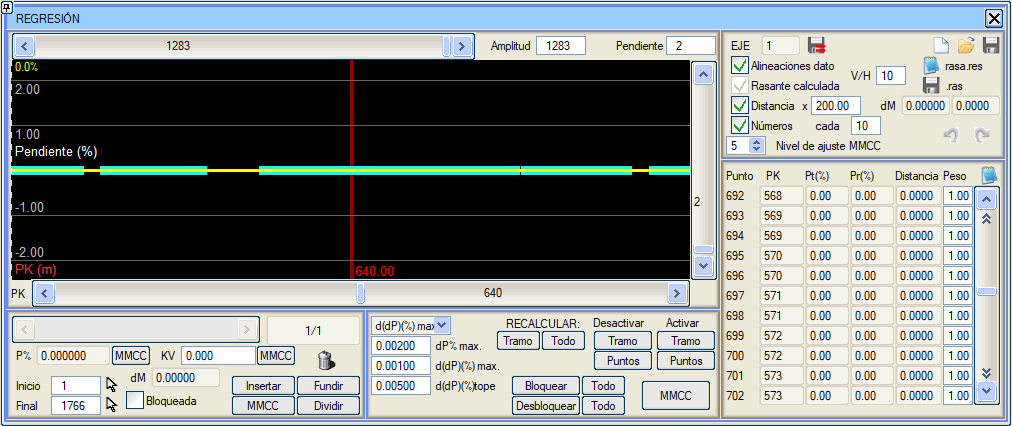 REGRESIÓN
1283
Amplitud 1283 Pendiente 2
0.0%
2.00
1.00
Pendiente (%)
-1.00
-2.00
PK (m)
640.00
2
PK 640
EJE 1
Alineaciones dato
Rasante calculada
V/H 10
rasa.res
.ras
Distancia x 200.00 dM 0.00000 0.0000
Números cada 10
5 Nivel de ajuste MMCC
Punto PK Pt(%) Pr(%) Distancia Peso
692 568 0.00 0.00 0.0000 1.00
693 569 0.00 0.00 0.0000 1.00
694 569 0.00 0.00 0.0000 1.00
695 570 0.00 0.00 0.0000 1.00
696 570 0.00 0.00 0.0000 1.00
697 571 0.00 0.00 0.0000 1.00
698 571 0.00 0.00 0.0000 1.00
699 572 0.00 0.00 0.0000 1.00
700 572 0.00 0.00 0.0000 1.00
701 573 0.00 0.00 0.0000 1.00
702 573 0.00 0.00 0.0000 1.00
1/1
P% 0.000000 MMCC KV 0.000 MMCC
Inicio 1
Final 1766
dM 0.00000
Bloqueada
Insertar Fundir
MMCC Dividir
d(dP)(%) max
0.00200 dP% max.
0.00100 d(dP)(%) max.
0.00500 d(dP)(%)tope
RECALCULAR:
Tramo Todo
Desactivar
Tramo
Puntos
Activar
Tramo
Puntos
Bloquear Todo
Desbloquear Todo
MMCC